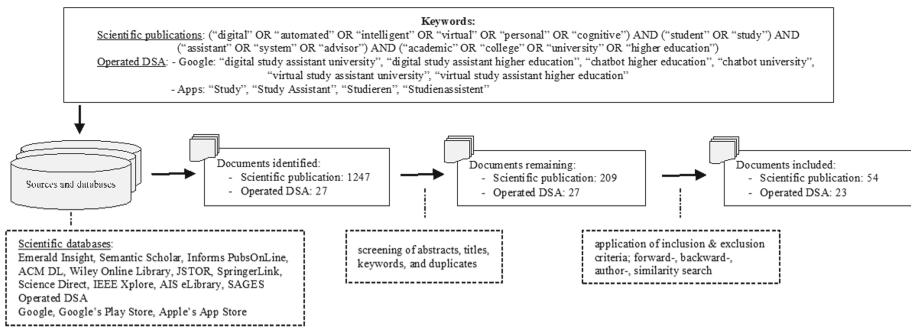 Keywords:
Scientific publications: (“digital” OR “automated” OR “intelligent” OR “virtual” OR “personal” OR “cognitive”) AND (“student” OR “study”) AND
(“assistant” OR “system” OR “advisor”) AND (“academic” OR “college” OR “university” OR “higher education”)
Operated DSA: - Google: “digital study assistant university”, “digital study assistant higher education”, “chatbot higher education”, “chatbot university”,
“virtual study assistant university”, “virtual study assistant higher education”
- Apps: “Study”, “Study Assistant”, “Studieren”, “Studienassistent”
Sources and databases
Documents identified:
- Scientific publication: 1247
- Operated DSA: 27
Documents remaining:
- Scientific publication: 209
- Operated DSA: 27
Documents included:
- Scientific publication: 54
- Operated DSA: 23
Scientific databases:
Emerald Insight, Semantic Scholar, Informs PubsOnLine,
ACM DL, Wiley Online Library, JSTOR, SpringerLink,
Science Direct, IEEE Xplore, AIS eLibrary, SAGES
Operated DSA
Google, Google’s Play Store, Apple’s App Store
screening of abstracts, titles,
keywords, and duplicates
application of inclusion & exclusion
criteria; forward-, backward-,
author-, similarity search